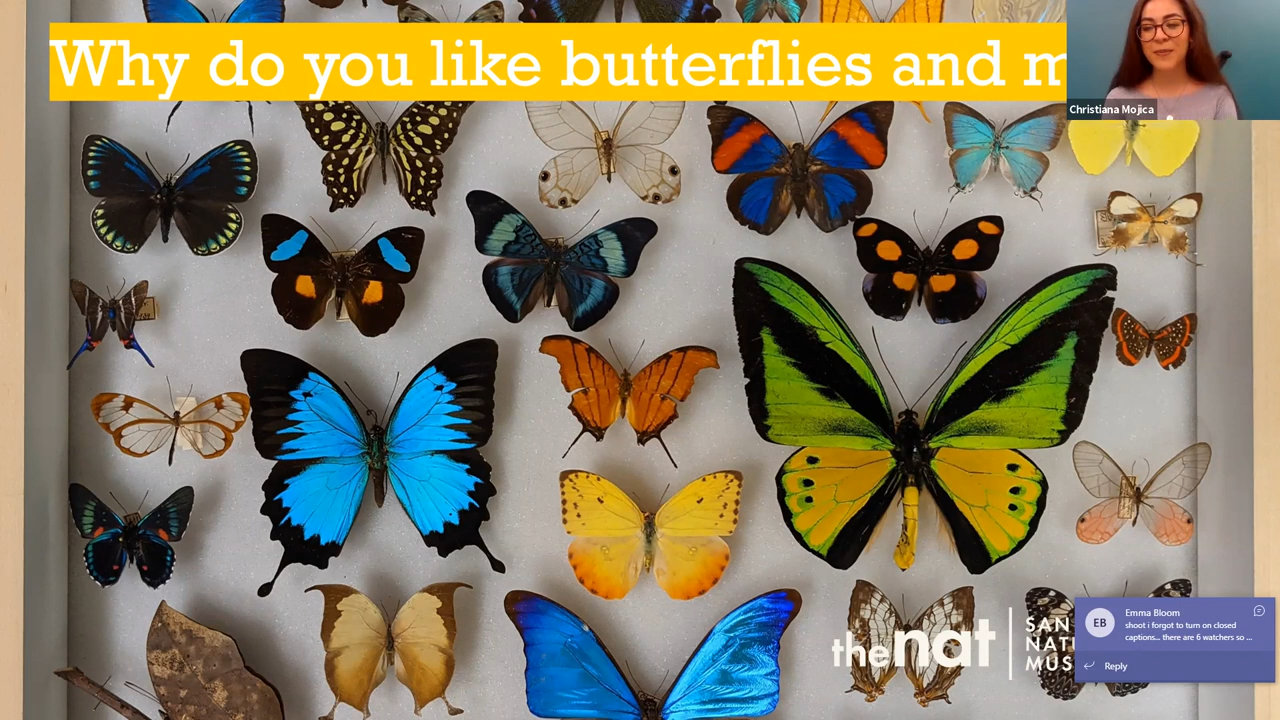 Why do you like butterflies and m
Christiana Mojica
thenat
SAN
NATU
MUS
EB
Emma Bloom
shoot i forgot to turn on closed
captions... there are 6 watchers so ...
Reply